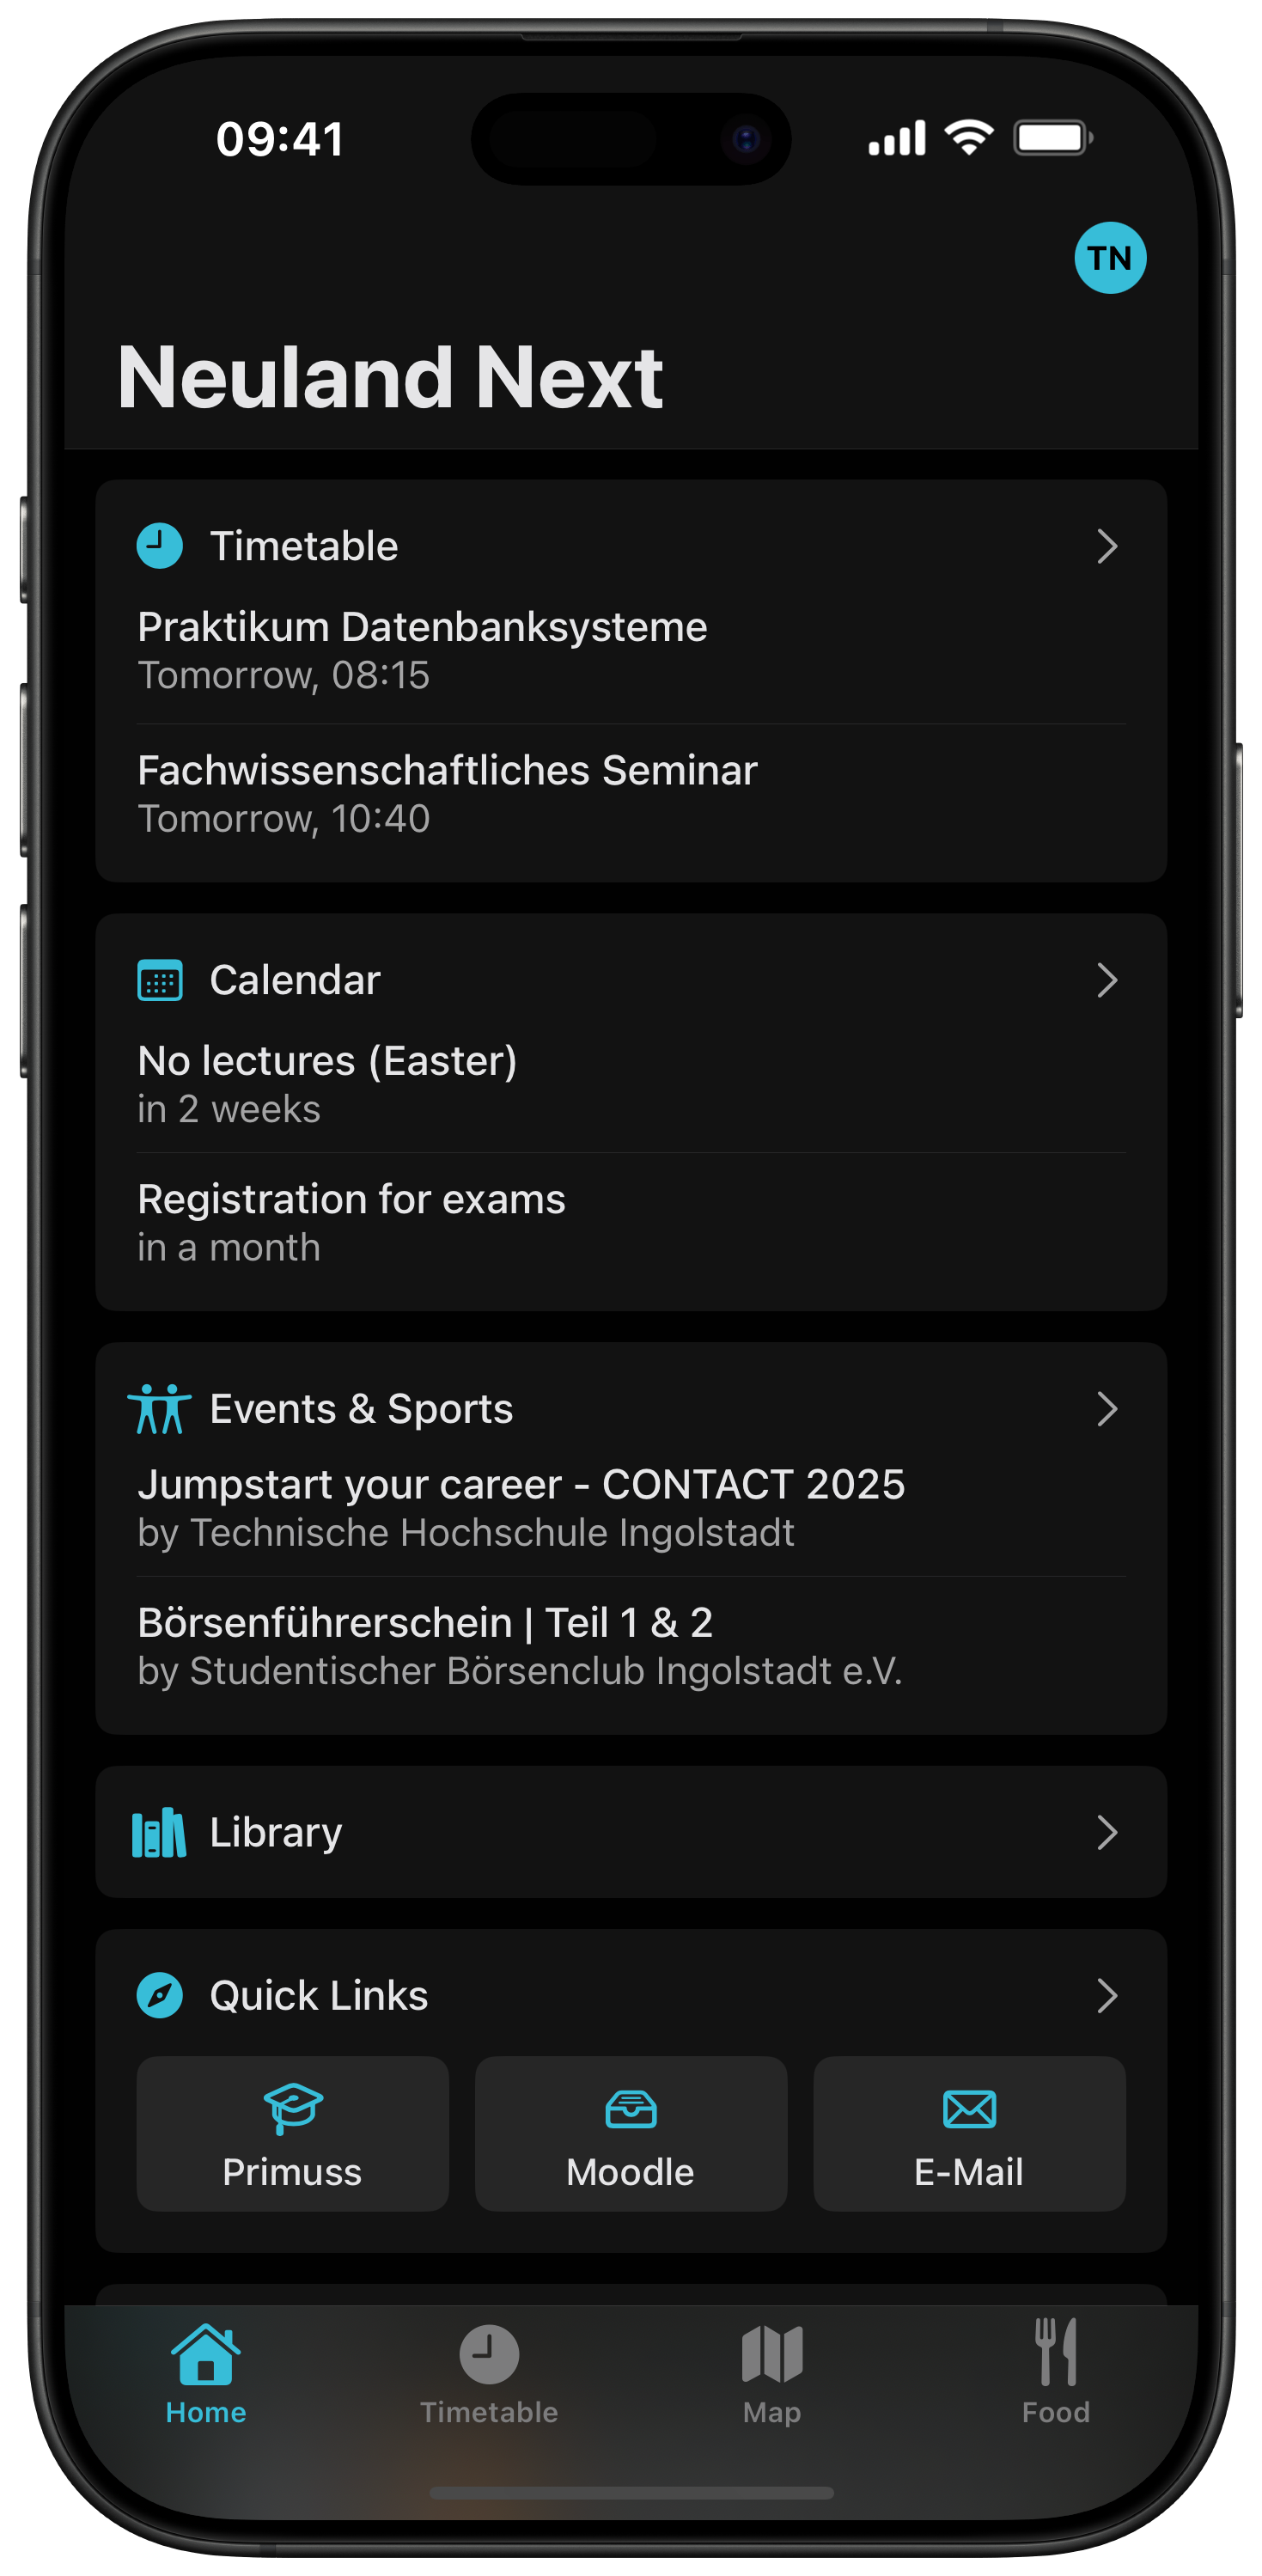 09:41
TN
Neuland Next
Timetable
Praktikum Datenbanksysteme
Tomorrow, 08:15
Fachwissenschaftliches Seminar
Tomorrow, 10:40
Calendar
No lectures (Easter)
in 2 weeks
Registration for exams
in a month
Events & Sports
Jumpstart your career - CONTACT 2025
by Technische Hochschule Ingolstadt
Börsenführerschein | Teil 1 & 2
by Studentischer Börsenclub Ingolstadt e.V.
Library
Quick Links
Primuss Moodle E-Mail
Home Timetable Map Food